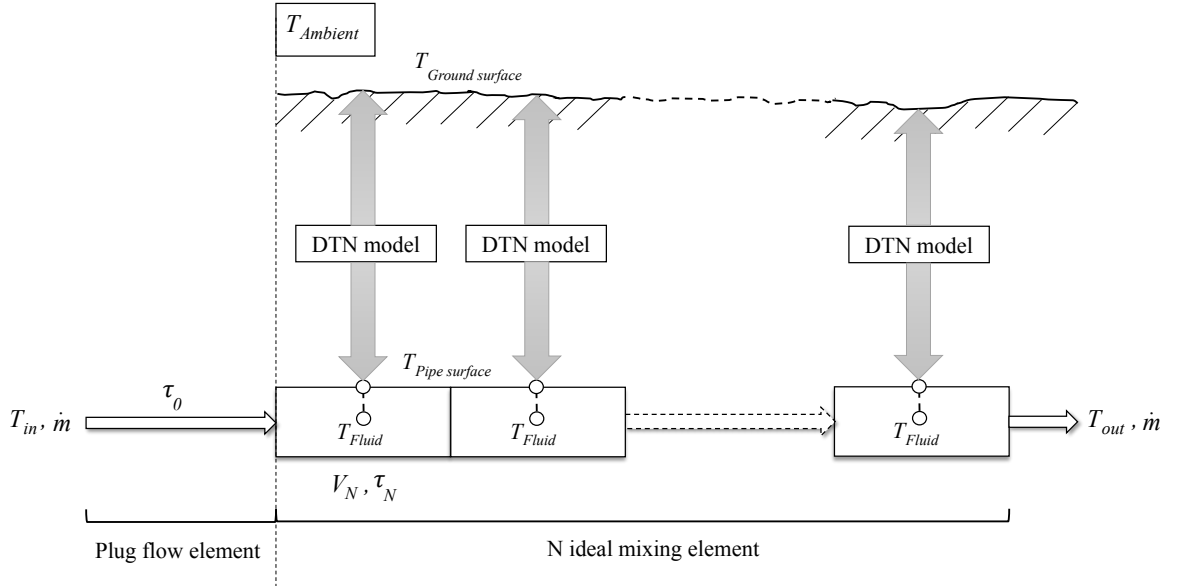 T_Ambient
T_Ground surface
DTN model
DTN model
DTN model
T_Pipe surface
τ_0
T_in, ṁ
T_Fluid
T_Fluid
T_Fluid
T_out, ṁ
V_N, τ_N
Plug flow element
N ideal mixing element